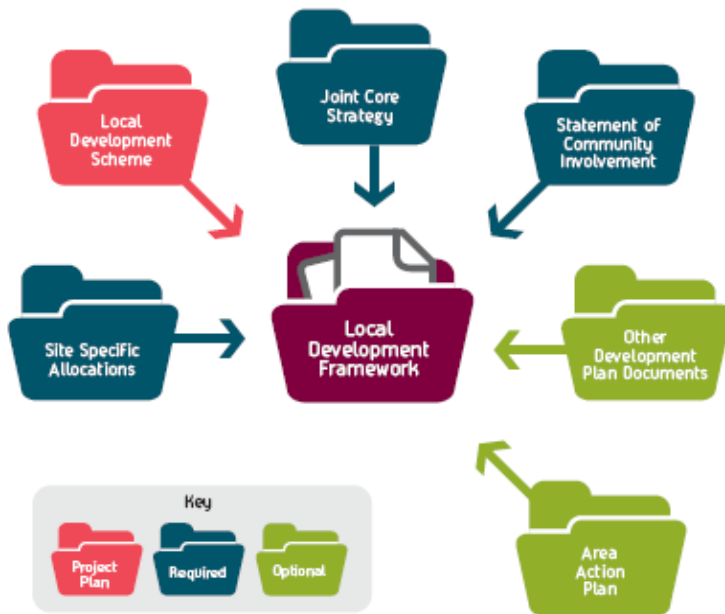 Joint Core
Strategy
Local
Development
Scheme
Statement of
Community
Involvement
Site Specific
Allocations
Local
Development
Framework
Other
Development
Plan Documents
Area
Action
Plan
Key
Project
Plan
Required
Optional